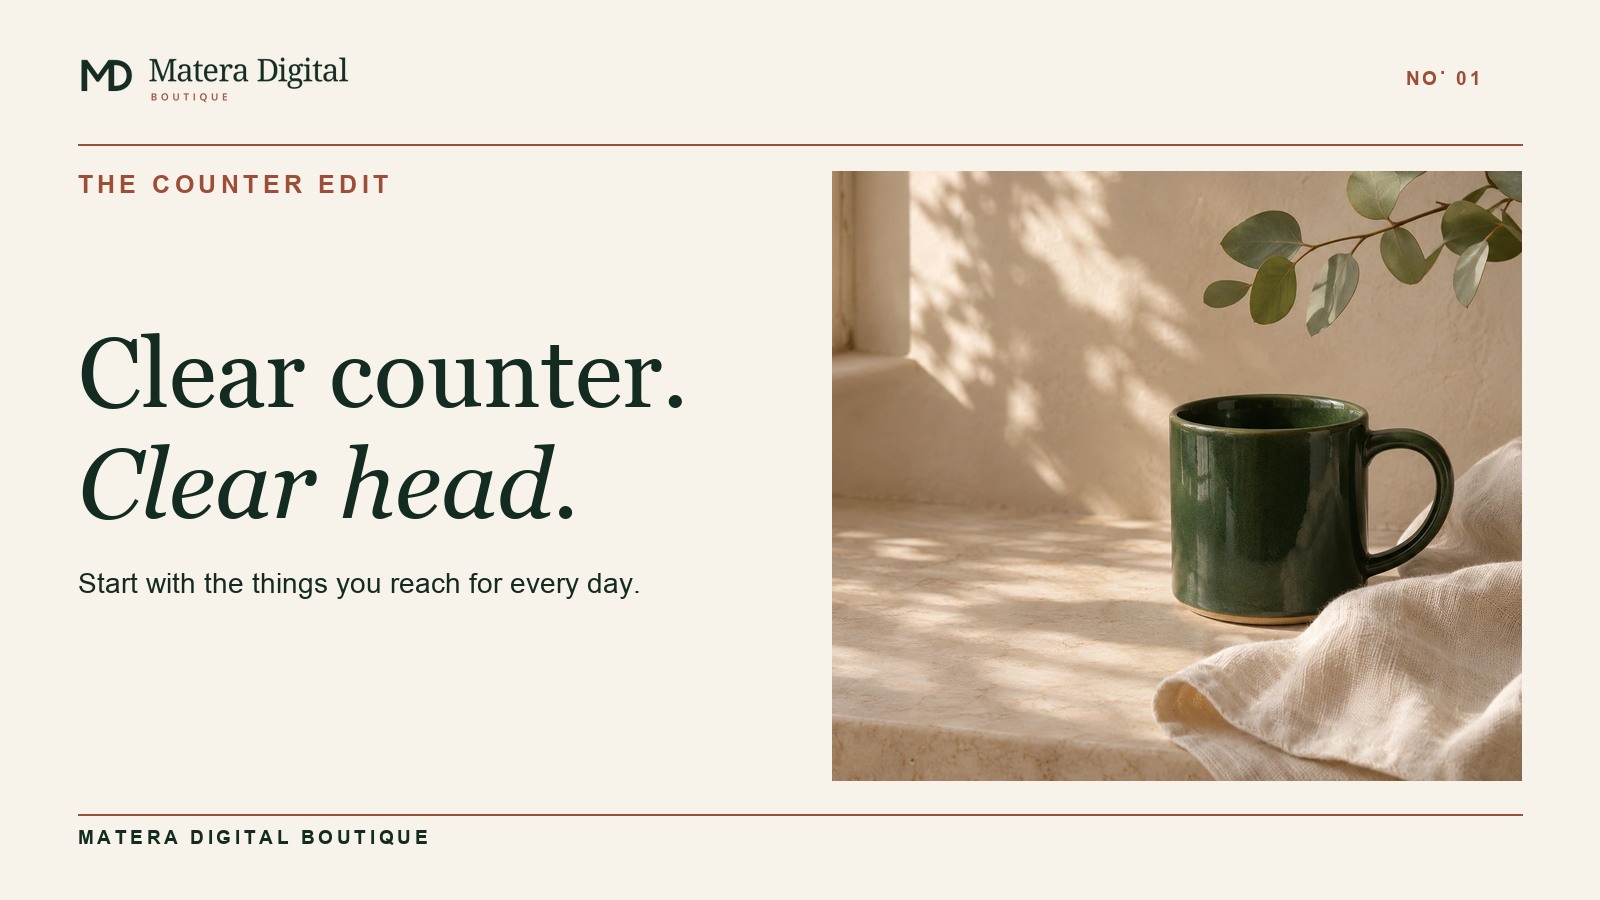 MD Matera Digital
BOUTIQUE
NO˙ 01
THE COUNTER EDIT
Clear counter.
Clear head.
Start with the things you reach for every day.
MATERA DIGITAL BOUTIQUE